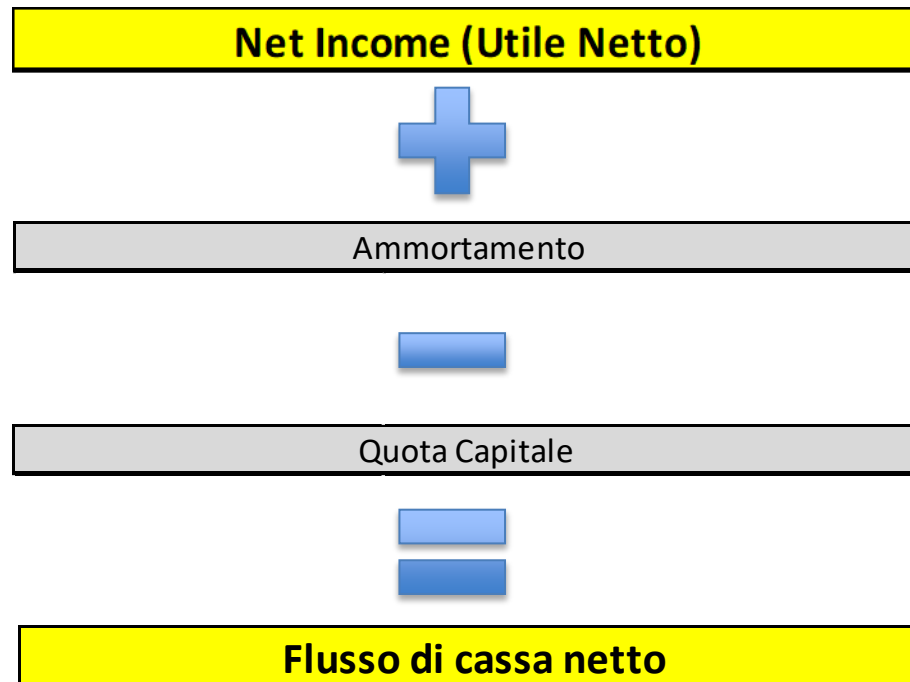 Net Income (Utile Netto)
Ammortamento
Quota Capitale
Flusso di cassa netto